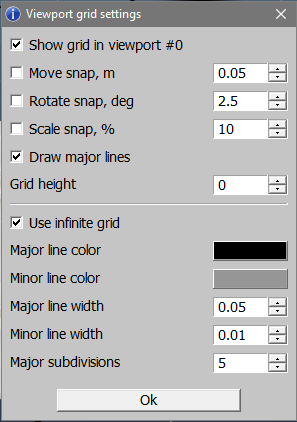 Viewport grid settings
Show grid in viewport #0
Move snap, m 0.05
Rotate snap, deg 2.5
Scale snap, % 10
Draw major lines
Grid height 0
Use infinite grid
Major line color
Minor line color
Major line width 0.05
Minor line width 0.01
Major subdivisions 5
Ok